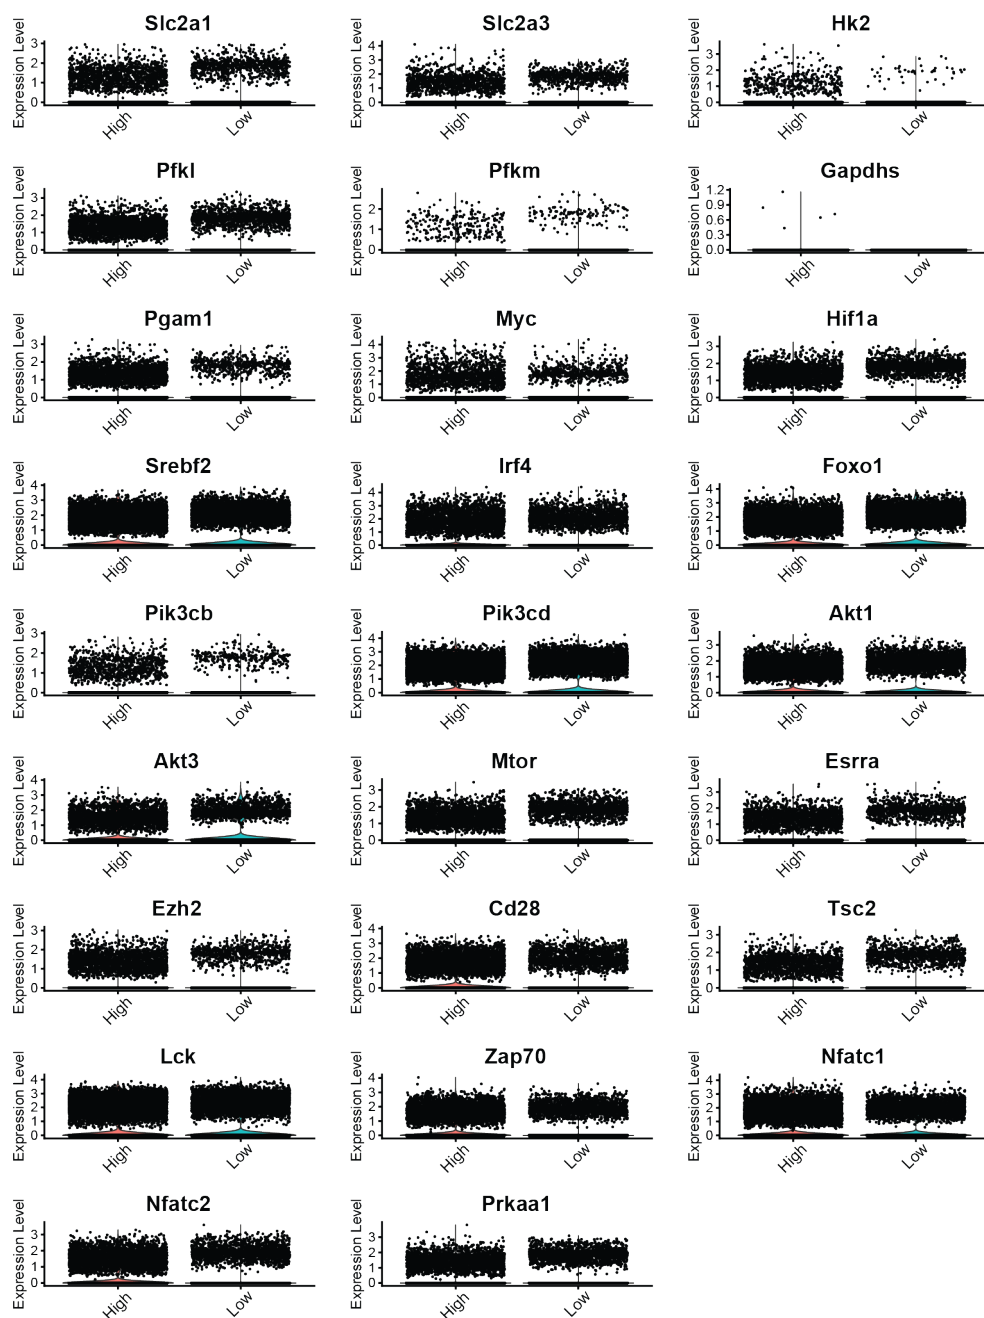 Slc2a1 Slc2a3 Hk2
Expression Level 3 2 1 0 High Low Expression Level 4 3 2 1 0 High Low Expression Level 3 2 1 0 High Low
Pfkl Pfkm Gapdhs
Expression Level 3 2 1 0 High Low Expression Level 2 1 0 High Low Expression Level 1.2 0.9 0.6 0.3 0.0 High Low
Pgam1 Myc Hif1a
Expression Level 3 2 1 0 High Low Expression Level 4 3 2 1 0 High Low Expression Level 3 2 1 0 High Low
Srebf2 Irf4 Foxo1
Expression Level 4 3 2 1 0 High Low Expression Level 4 3 2 1 0 High Low Expression Level 4 3 2 1 0 High Low
Pik3cb Pik3cd Akt1
Expression Level 3 2 1 0 High Low Expression Level 4 3 2 1 0 High Low Expression Level 3 2 1 0 High Low
Akt3 Mtor Esrra
Expression Level 4 3 2 1 0 High Low Expression Level 3 2 1 0 High Low Expression Level 3 2 1 0 High Low
Ezh2 Cd28 Tsc2
Expression Level 3 2 1 0 High Low Expression Level 4 3 2 1 0 High Low Expression Level 3 2 1 0 High Low
Lck Zap70 Nfatc1
Expression Level 4 3 2 1 0 High Low Expression Level 4 3 2 1 0 High Low Expression Level 4 3 2 1 0 High Low
Nfatc2 Prkaa1
Expression Level 3 2 1 0 High Low Expression Level 3 2 1 0 High Low